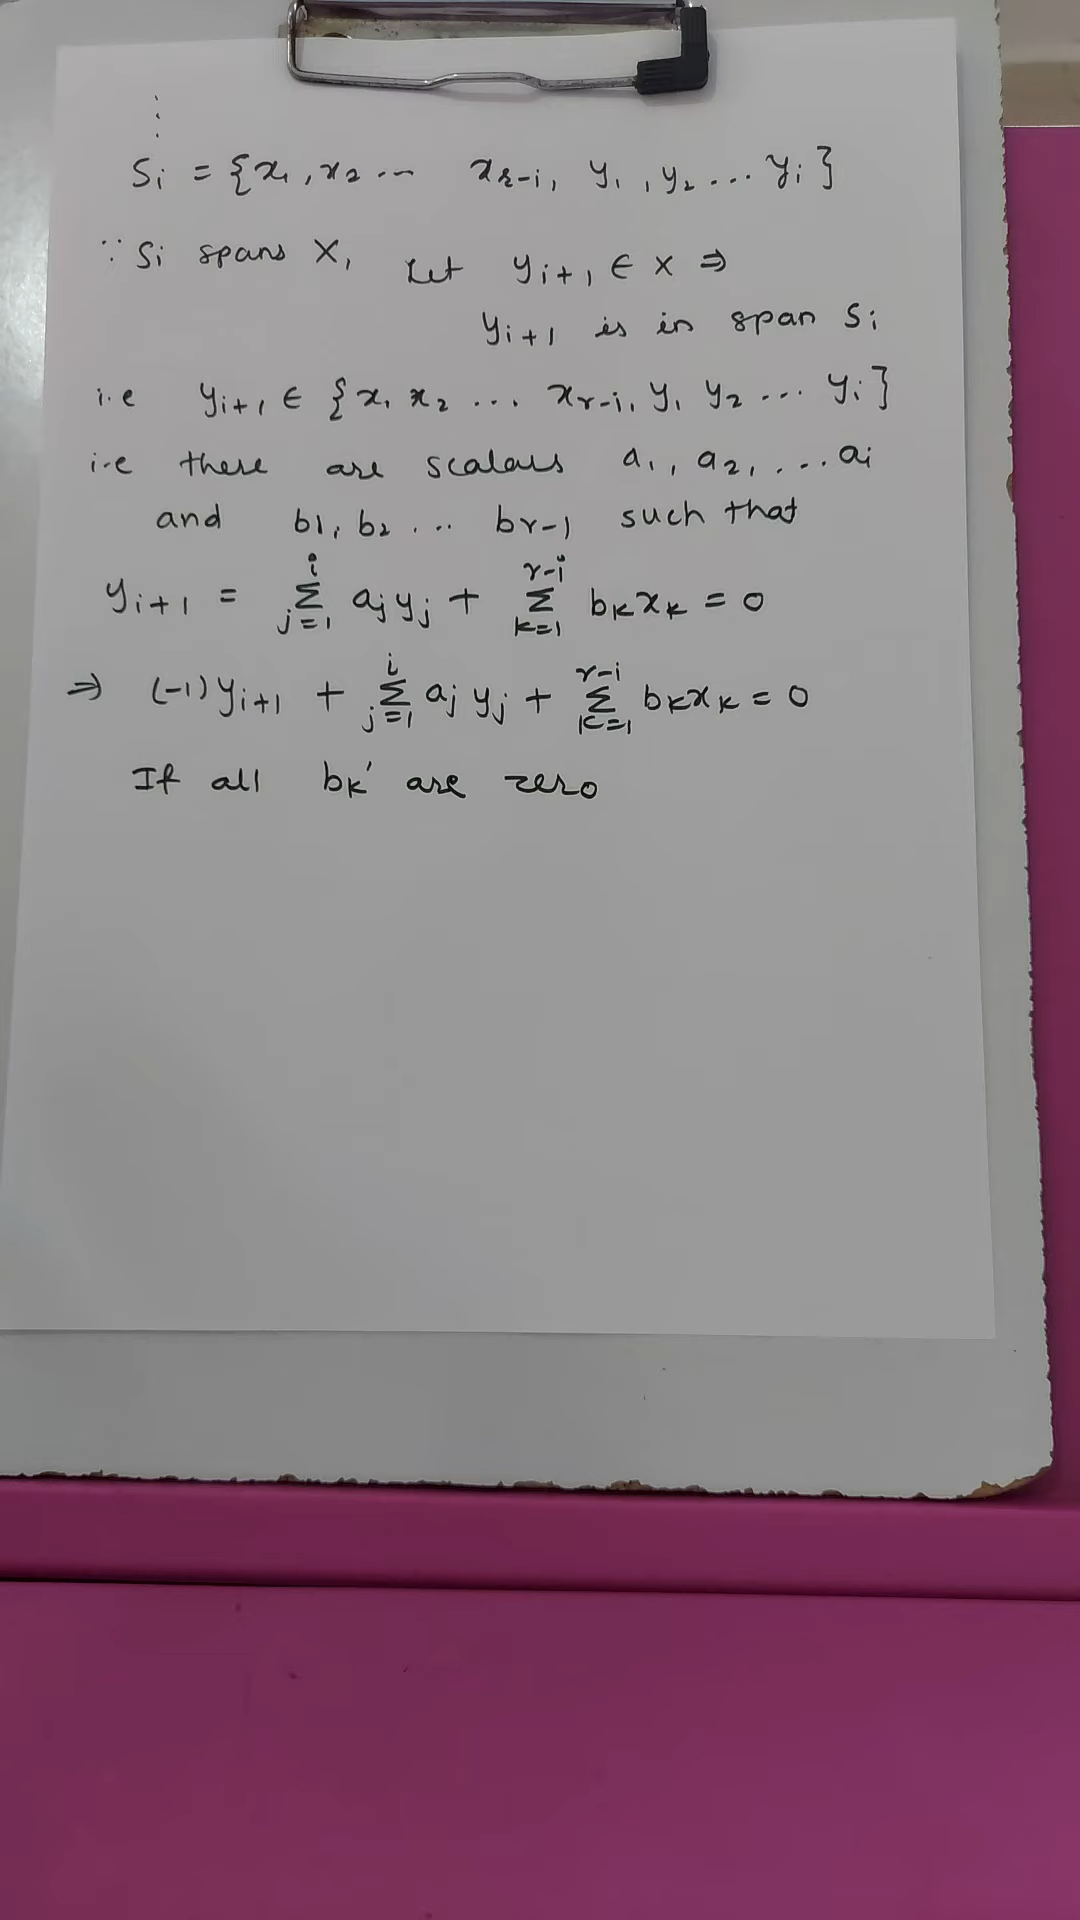 ⋮
Si = {x₁, x₂ ... xr-i, y₁, y₂ ... yi}
∵ Si spans X, Let yi+1 ∈ X ⇒
yi+1 is in span Si
i.e yi+1 ∈ {x₁ x₂ ... xr-i, y₁ y₂ ... yi}
i.e there are scalars a₁, a₂, ... ai
and b1, b₂ ... br-1 such that
yi+1 = Σ_{j=1}^{i} aj yj + Σ_{k=1}^{r-i} bk xk = 0
⇒ (-1) yi+1 + Σ_{j=1}^{i} aj yj + Σ_{k=1}^{r-i} bk xk = 0
If all bk' are zero